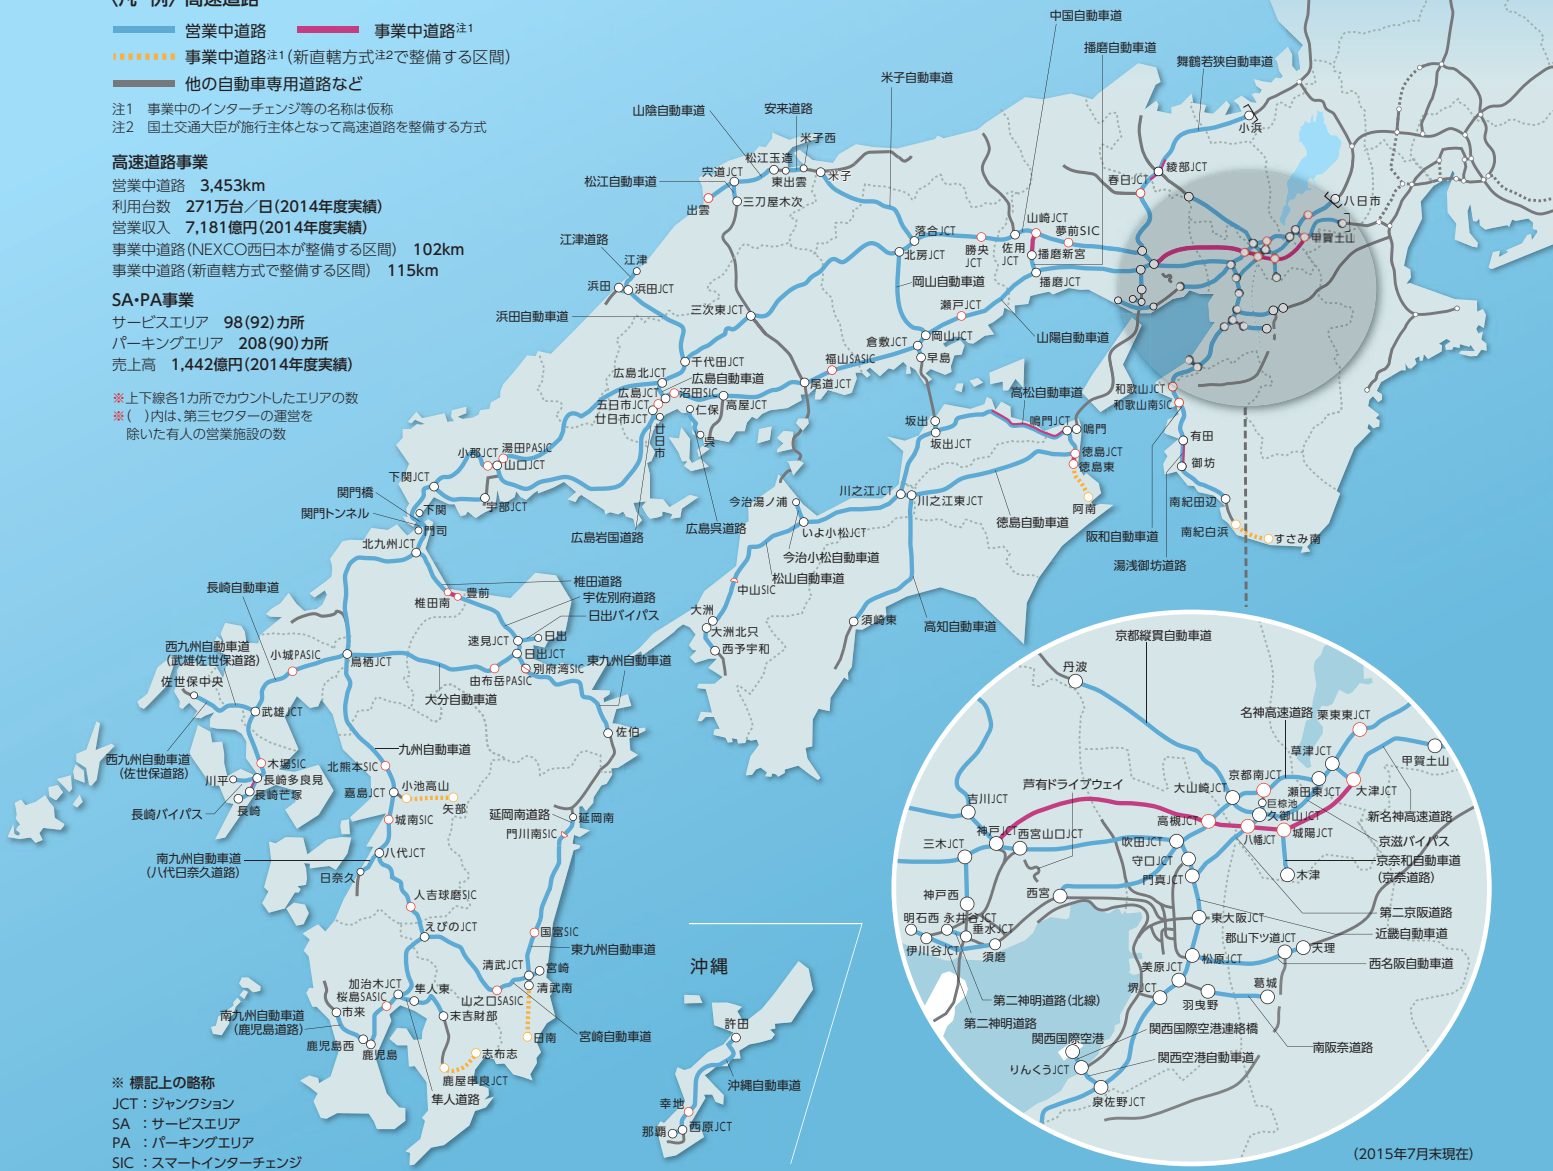 〈凡 例〉高速道路
営業中道路
事業中道路注1
事業中道路注1(新直轄方式注2で整備する区間)
他の自動車専用道路など
注1 事業中のインターチェンジ等の名称は仮称
注2 国土交通大臣が施行主体となって高速道路を整備する方式
高速道路事業
営業中道路 3,453km
利用台数 271万台／日(2014年度実績)
営業収入 7,181億円(2014年度実績)
事業中道路(NEXCO西日本が整備する区間) 102km
事業中道路(新直轄方式で整備する区間) 115km
SA・PA事業
サービスエリア 98(92)カ所
パーキングエリア 208(90)カ所
売上高 1,442億円(2014年度実績)
※上下線各1カ所でカウントしたエリアの数
※( )内は、第三セクターの運営を
除いた有人の営業施設の数
中国自動車道
播磨自動車道
舞鶴若狭自動車道
米子自動車道
山陰自動車道
安来道路
米子西
松江玉造
宍道JCT
東出雲
米子
松江自動車道
三刀屋木次
出雲
小浜
綾部JCT
春日JCT
八日市
甲賀土山
山崎JCT
夢前SIC
落合JCT
勝央
JCT
佐用
JCT
播磨新宮
北房JCT
播磨JCT
岡山自動車道
瀬戸JCT
山陽自動車道
江津道路
江津
浜田
浜田JCT
浜田自動車道
三次東JCT
岡山JCT
倉敷JCT
早島
福山SASIC
千代田JCT
広島北JCT
広島自動車道
広島JCT
沼田SIC
五日市JCT
廿日市JCT
仁保
高屋JCT
尾道JCT
廿日市
呉
高松自動車道
鳴門JCT
鳴門
坂出
坂出JCT
徳島JCT
徳島東
阿南
和歌山JCT
和歌山南SIC
有田
御坊
南紀田辺
南紀白浜
すさみ南
阪和自動車道
湯浅御坊道路
小郡JCT
湯田PASIC
山口JCT
下関JCT
関門橋
関門トンネル
下関
門司
宇部JCT
北九州JCT
広島岩国道路
広島呉道路
今治湯ノ浦
川之江JCT
川之江東JCT
いよ小松JCT
徳島自動車道
今治小松自動車道
松山自動車道
中山SIC
大洲
大洲北只
西予宇和
須崎東
高知自動車道
長崎自動車道
椎田道路
宇佐別府道路
日出バイパス
椎田南
豊前
速見JCT
日出
日出JCT
別府湾SIC
由布岳PASIC
東九州自動車道
大分自動車道
西九州自動車道
(武雄佐世保道路)
小城PASIC
鳥栖JCT
佐世保中央
武雄JCT
佐伯
西九州自動車道
(佐世保道路)
木場SIC
川平
長崎多良見
長崎芒塚
長崎バイパス
長崎
九州自動車道
北熊本SIC
小池高山
嘉島JCT
矢部
城南SIC
延岡南道路
延岡南
門川南SIC
八代JCT
南九州自動車道
(八代日奈久道路)
日奈久
人吉球磨SIC
えびのJCT
国富SIC
東九州自動車道
清武JCT
宮崎
清武南
加治木JCT
隼人東
桜島SASIC
山之口SASIC
市来
末吉財部
南九州自動車道
(鹿児島道路)
鹿児島西
鹿児島
日南
宮崎自動車道
志布志
鹿屋串良JCT
隼人道路
沖縄
許田
沖縄自動車道
幸地
那覇
西原JCT
京都縦貫自動車道
丹波
名神高速道路
栗東東JCT
草津JCT
甲賀土山
京都南JCT
瀬田東JCT
大津JCT
大山崎JCT
巨椋池
久御山JCT
新名神高速道路
芦有ドライブウェイ
吉川JCT
高槻JCT
八幡JCT
城陽JCT
京滋バイパス
神戸JCT
西宮山口JCT
三木JCT
吹田JCT
守口JCT
門真JCT
京奈和自動車道
(京奈道路)
木津
神戸西
西宮
第二京阪道路
明石西
永井谷JCT
垂水JCT
伊川谷JCT
須磨
東大阪JCT
近畿自動車道
郡山下ツ道JCT
天理
松原JCT
西名阪自動車道
美原JCT
堺JCT
羽曳野
葛城
第二神明道路(北線)
第二神明道路
関西国際空港
関西国際空港連絡橋
南阪奈道路
関西空港自動車道
りんくうJCT
泉佐野JCT
※ 標記上の略称
JCT：ジャンクション
SA ：サービスエリア
PA ：パーキングエリア
SIC：スマートインターチェンジ
(2015年7月末現在)